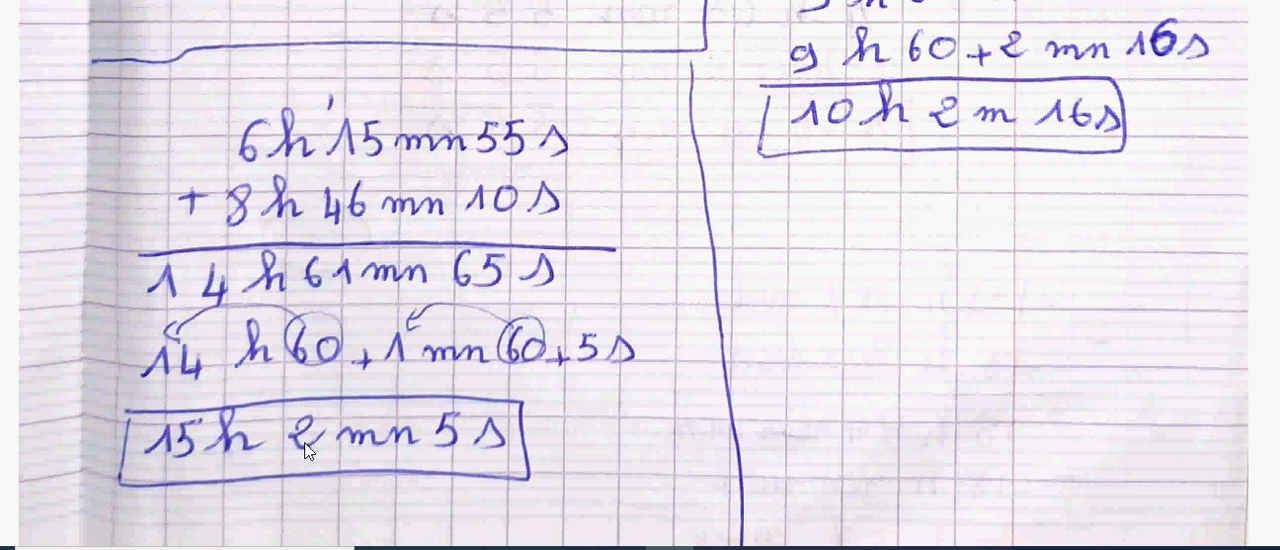 6h 15 mn 55 s
+ 8h 46 mn 10 s
14 h 61 mn 65 s
14 h 60 + 1 mn 60 + 5 s
15 h 2 mn 5 s
9 h 60 + 2 mn 16 s
10 h 2 m 16 s